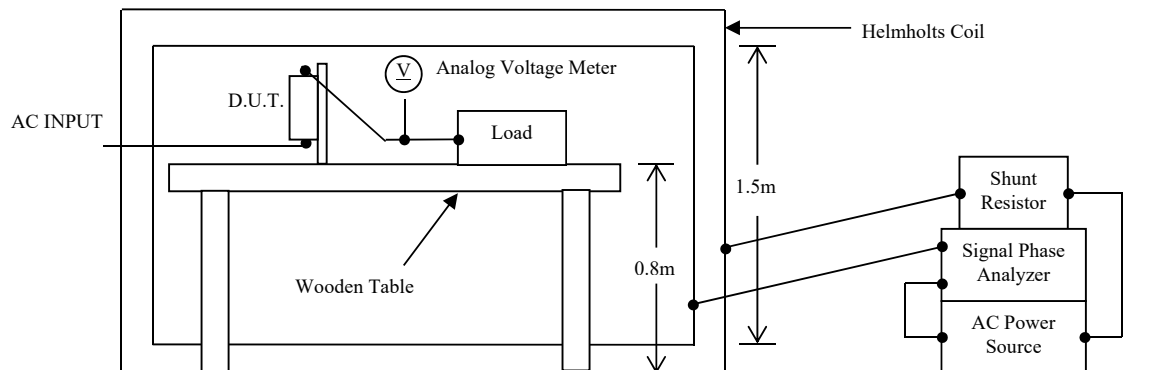 Helmholts Coil
V
Analog Voltage Meter
D.U.T.
AC INPUT
Load
1.5m
Shunt
Resistor
Signal Phase
Analyzer
0.8m
Wooden Table
AC Power
Source